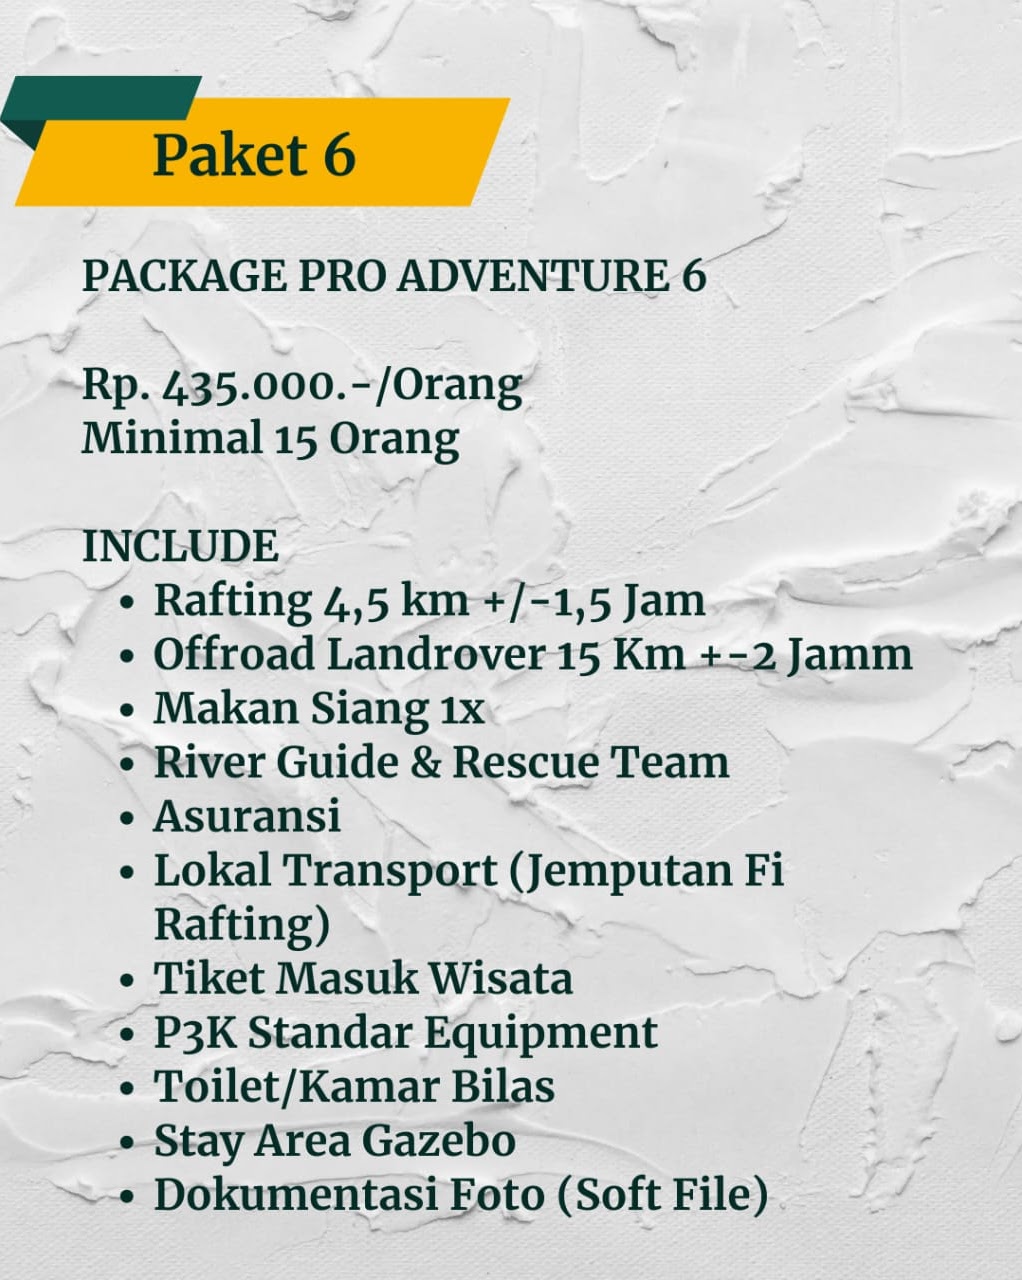 Paket 6
PACKAGE PRO ADVENTURE 6
Rp. 435.000.-/Orang
Minimal 15 Orang
INCLUDE
• Rafting 4,5 km +/-1,5 Jam
• Offroad Landrover 15 Km +-2 Jamm
• Makan Siang 1x
• River Guide & Rescue Team
• Asuransi
• Lokal Transport (Jemputan Fi
Rafting)
• Tiket Masuk Wisata
• P3K Standar Equipment
• Toilet/Kamar Bilas
• Stay Area Gazebo
• Dokumentasi Foto (Soft File)